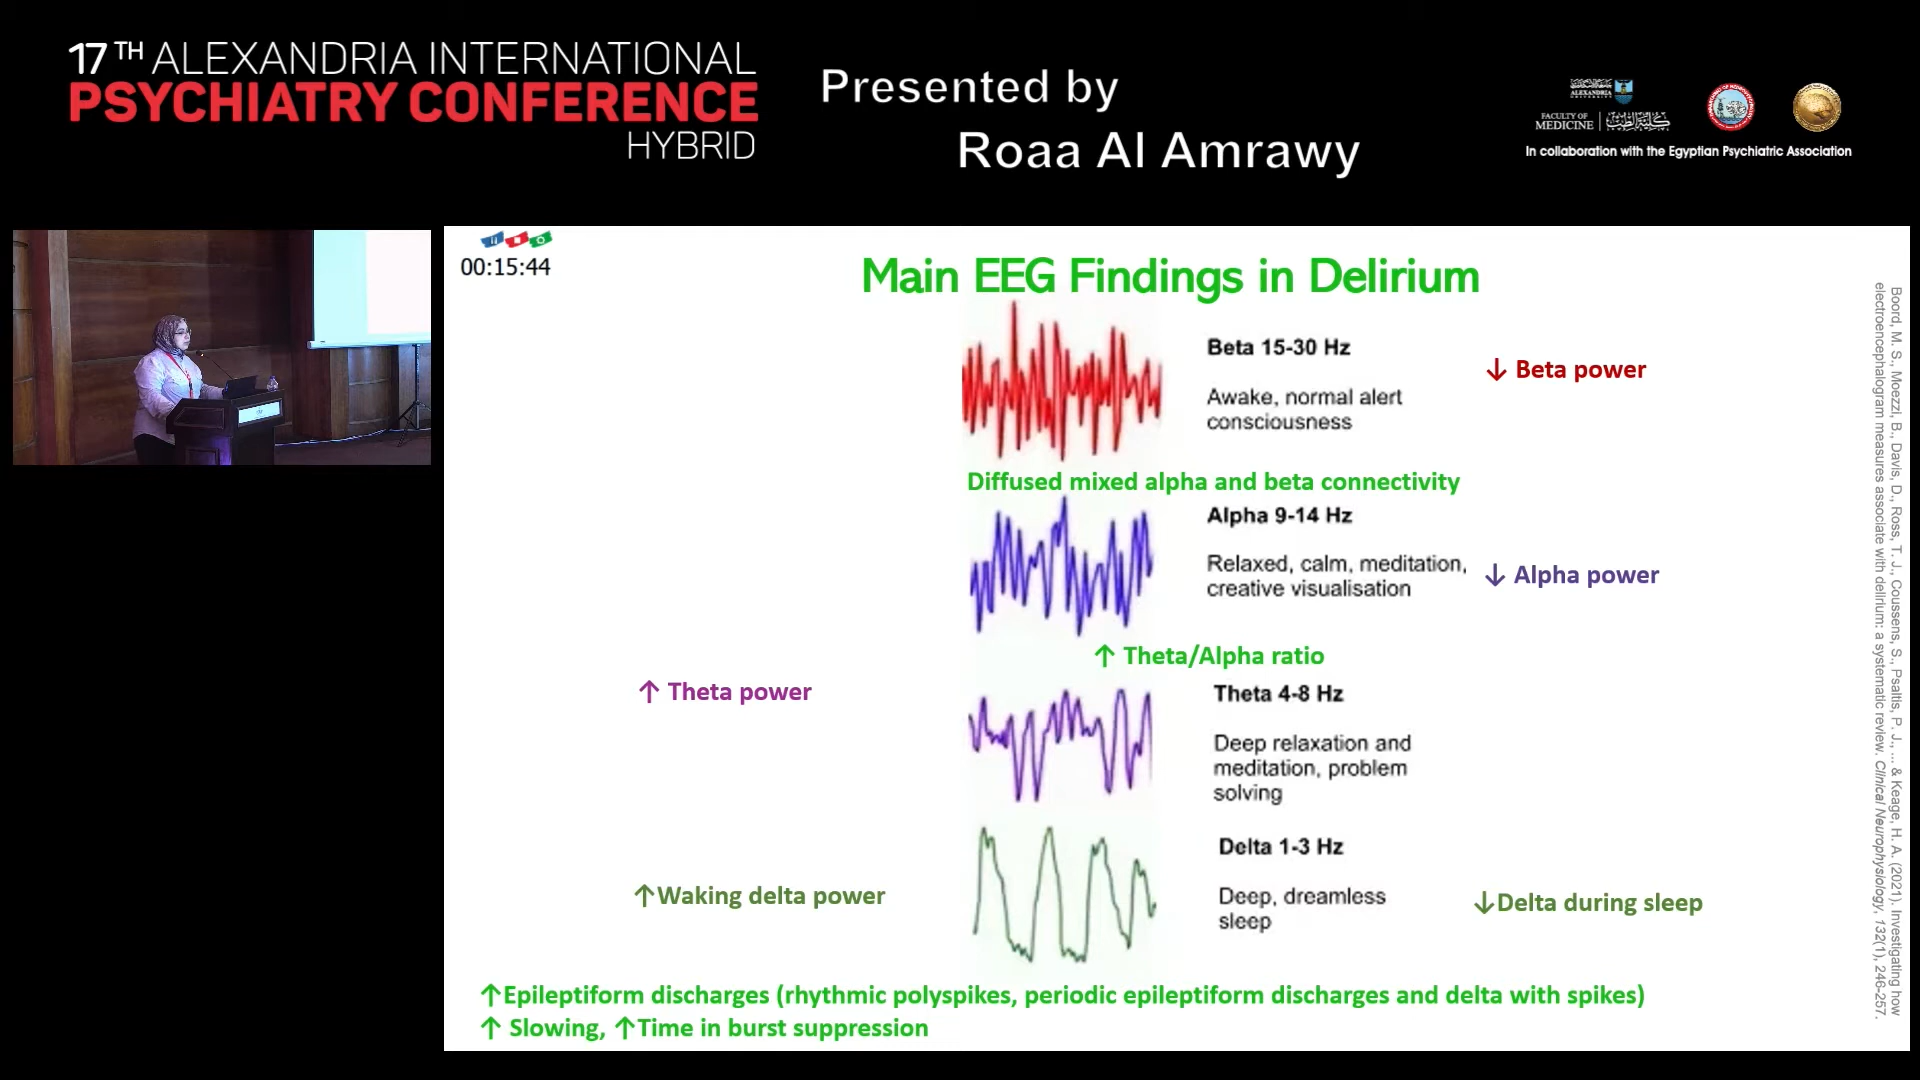 17TH ALEXANDRIA INTERNATIONAL
PSYCHIATRY CONFERENCE
HYBRID
Presented by
Roaa Al Amrawy
ALEXANDRIA
FACULTY OF
MEDICINE
كلية الطب
In collaboration with the Egyptian Psychiatric Association
00:15:44
Main EEG Findings in Delirium
Beta 15-30 Hz
Awake, normal alert
consciousness
↓ Beta power
Diffused mixed alpha and beta connectivity
Alpha 9-14 Hz
Relaxed, calm, meditation,
creative visualisation
↓ Alpha power
↑ Theta/Alpha ratio
↑ Theta power
Theta 4-8 Hz
Deep relaxation and
meditation, problem
solving
Delta 1-3 Hz
↑Waking delta power
Deep, dreamless
sleep
↓Delta during sleep
↑Epileptiform discharges (rhythmic polyspikes, periodic epileptiform discharges and delta with spikes)
↑ Slowing, ↑Time in burst suppression
Boord, M. S., Moezzi, B., Davis, D., Ross, T. J., Coussens, S., Psaltis, P. J., ... & Keage, H. A. (2021). Investigating how
electroencephalogram measures associate with delirium: a systematic review. Clinical Neurophysiology, 132(1), 246-257.